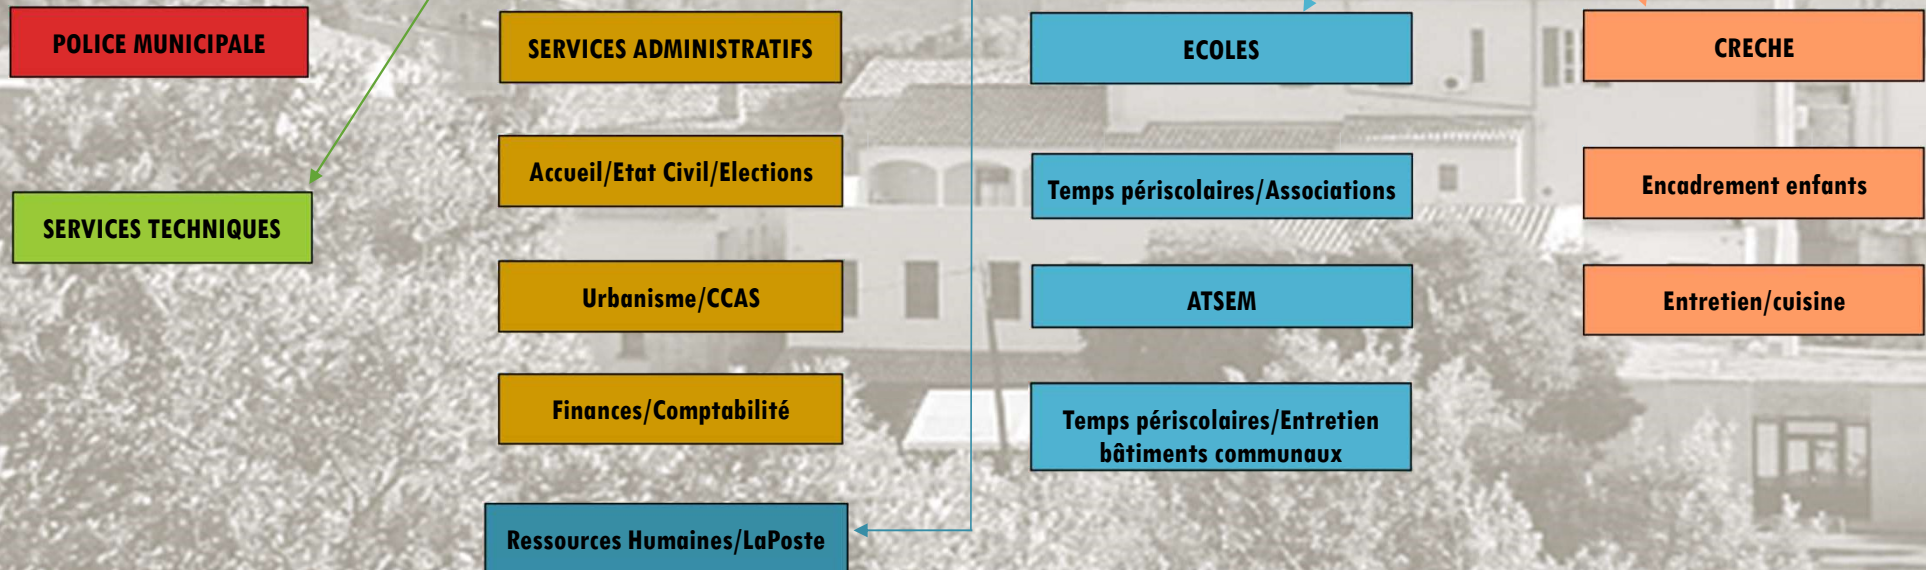 POLICE MUNICIPALE
SERVICES TECHNIQUES
SERVICES ADMINISTRATIFS
Accueil/Etat Civil/Elections
Urbanisme/CCAS
Finances/Comptabilité
Ressources Humaines/LaPoste
ECOLES
Temps périscolaires/Associations
ATSEM
Temps périscolaires/Entretien
bâtiments communaux
CRECHE
Encadrement enfants
Entretien/cuisine